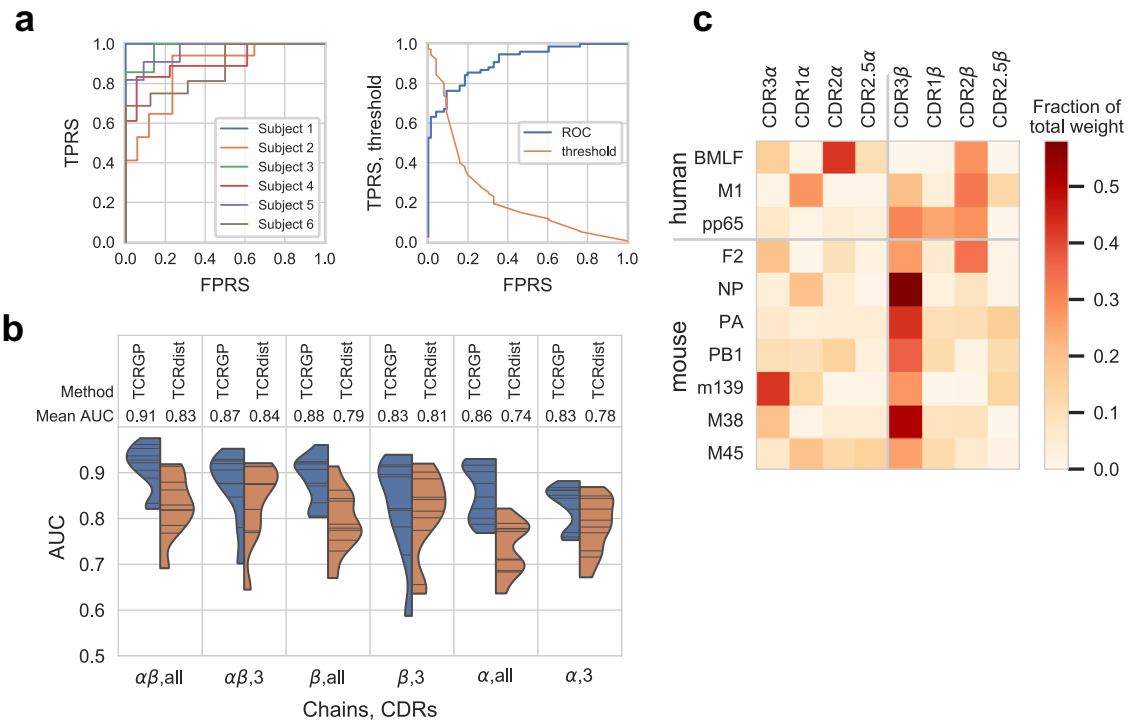 a
1.0
0.8
0.6
0.4
0.2
0.0
TPRS
0.0 0.2 0.4 0.6 0.8 1.0
FPRS
Subject 1
Subject 2
Subject 3
Subject 4
Subject 5
Subject 6
1.0
0.8
0.6
0.4
0.2
0.0
TPRS, threshold
0.0 0.2 0.4 0.6 0.8 1.0
FPRS
ROC
threshold
b
Method TCRGP TCRdist TCRGP TCRdist TCRGP TCRdist TCRGP TCRdist TCRGP TCRdist TCRGP TCRdist
Mean AUC 0.91 0.83 0.87 0.84 0.88 0.79 0.83 0.81 0.86 0.74 0.83 0.78
0.9
0.8
0.7
0.6
0.5
AUC
αβ,all αβ,3 β,all β,3 α,all α,3
Chains, CDRs
c
CDR3α CDR1α CDR2α CDR2.5α CDR3β CDR1β CDR2β CDR2.5β
human
BMLF
M1
pp65
mouse
F2
NP
PA
PB1
m139
M38
M45
Fraction of
total weight
0.5
0.4
0.3
0.2
0.1
0.0